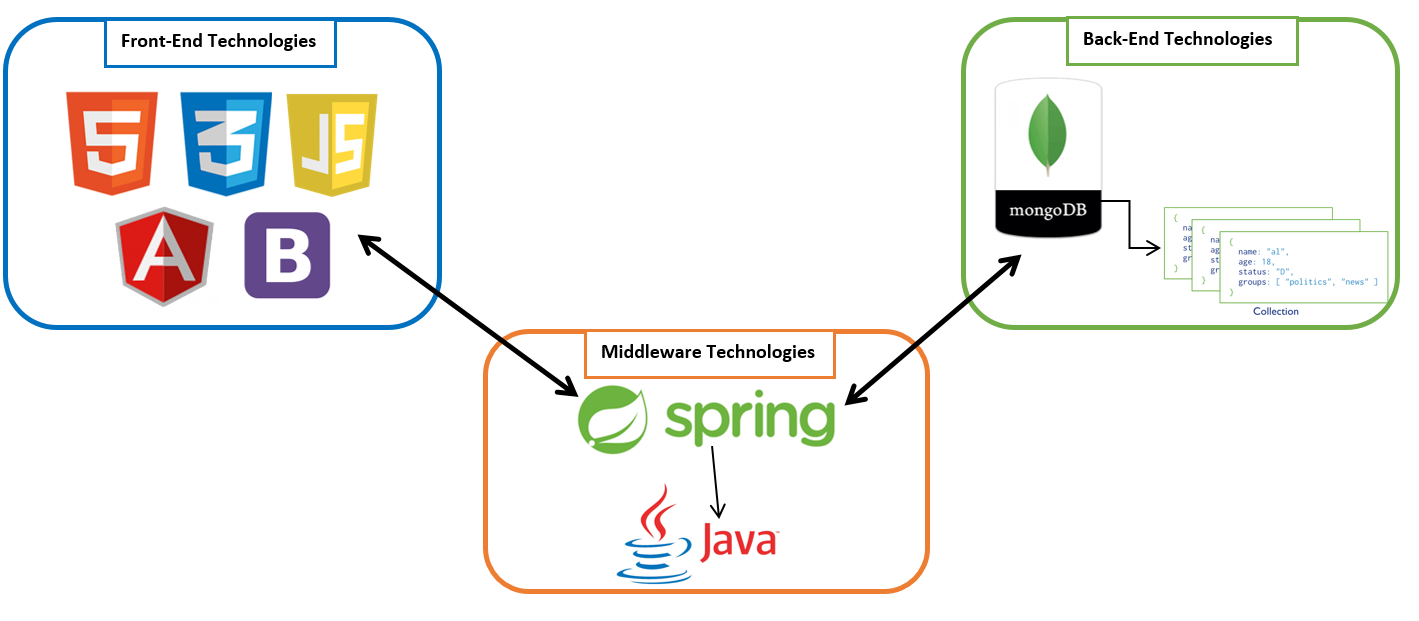 Front-End Technologies
5
3
JS
A
B
Back-End Technologies
mongoDB
{
na
ag
st
gr
}
{
na
ag
st
gr
}
{
name: "al",
age: 18,
status: "D",
groups: [ "politics", "news" ]
}
Collection
Middleware Technologies
spring
Java